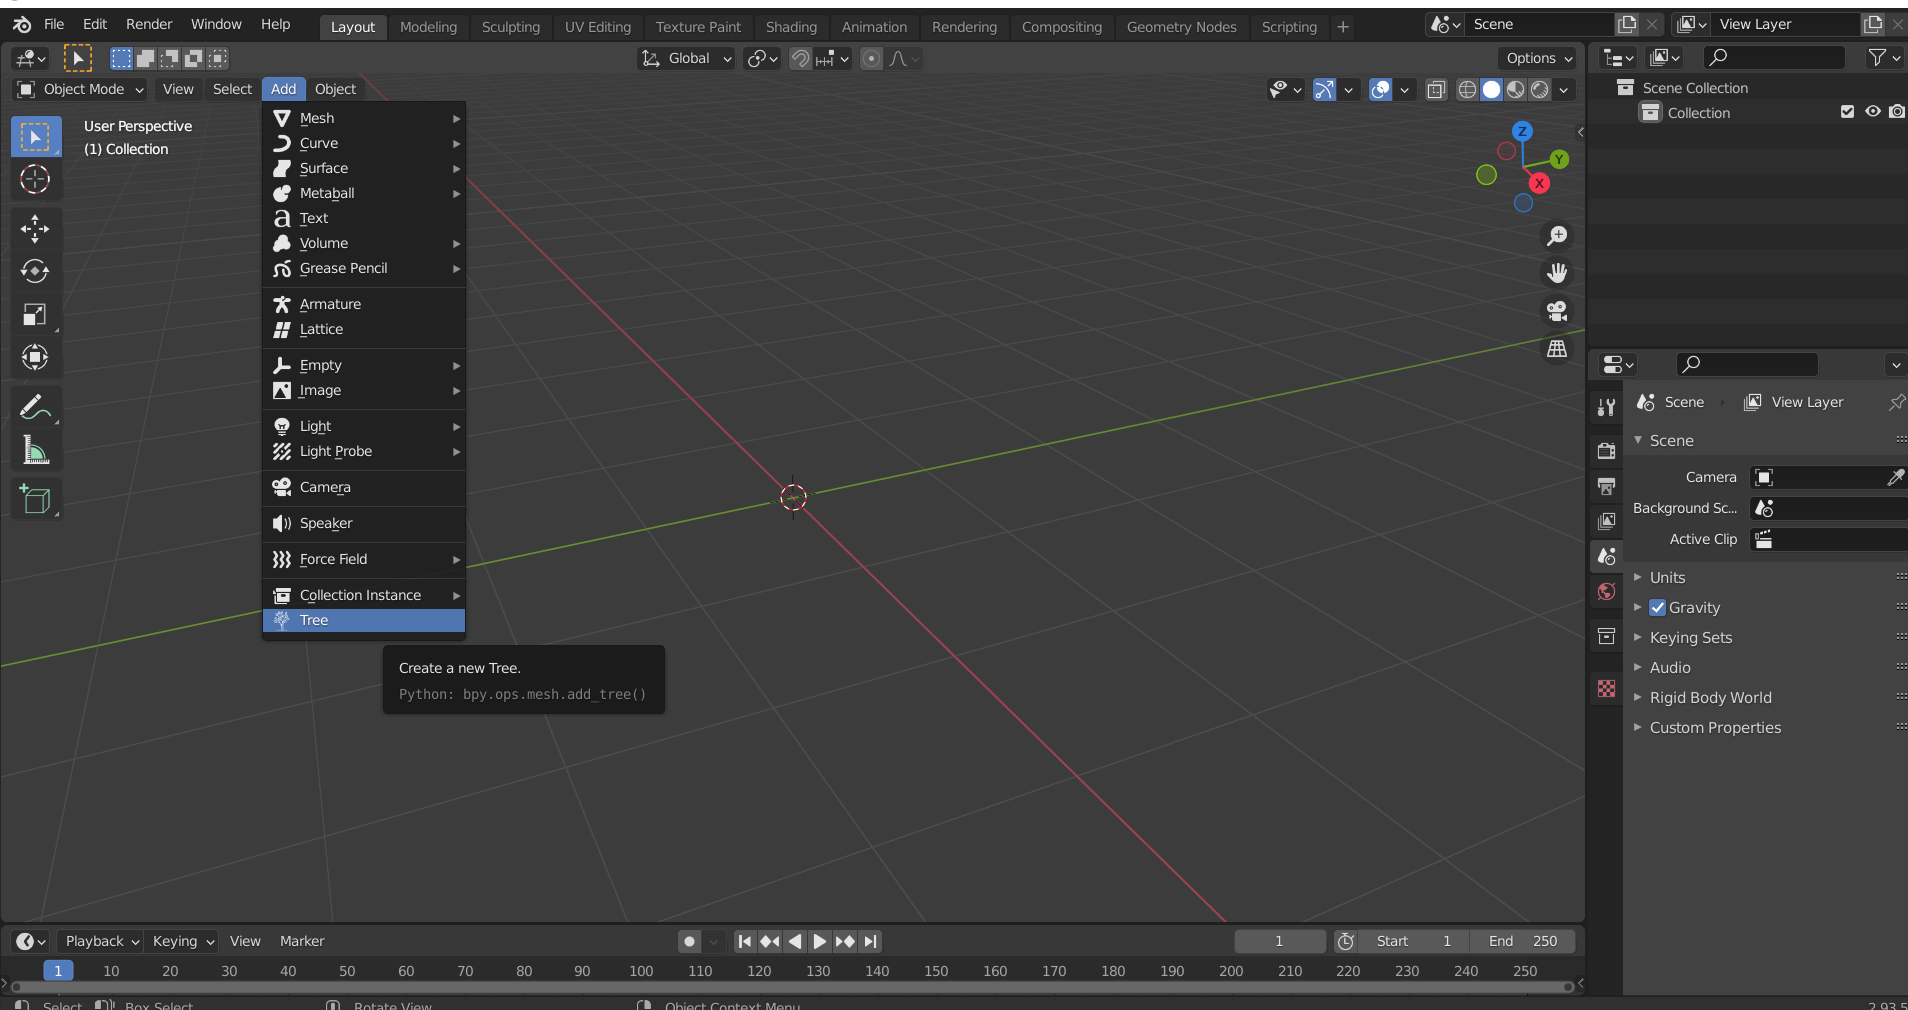 File Edit Render Window Help Layout Modeling Sculpting UV Editing Texture Paint Shading Animation Rendering Compositing Geometry Nodes Scripting + Scene View Layer
Global Options
Object Mode View Select Add Object
User Perspective
(1) Collection
Mesh
Curve
Surface
Metaball
Text
Volume
Grease Pencil
Armature
Lattice
Empty
Image
Light
Light Probe
Camera
Speaker
Force Field
Collection Instance
Tree
Create a new Tree.
Python: bpy.ops.mesh.add_tree()
Z
Y
X
Scene Collection
Collection
Scene View Layer
Scene
Camera
Background Sc...
Active Clip
Units
Gravity
Keying Sets
Audio
Rigid Body World
Custom Properties
Playback Keying View Marker 1 Start 1 End 250
1 10 20 30 40 50 60 70 80 90 100 110 120 130 140 150 160 170 180 190 200 210 220 230 240 250
Select Box Select Rotate View Object Context Menu 2.93.5